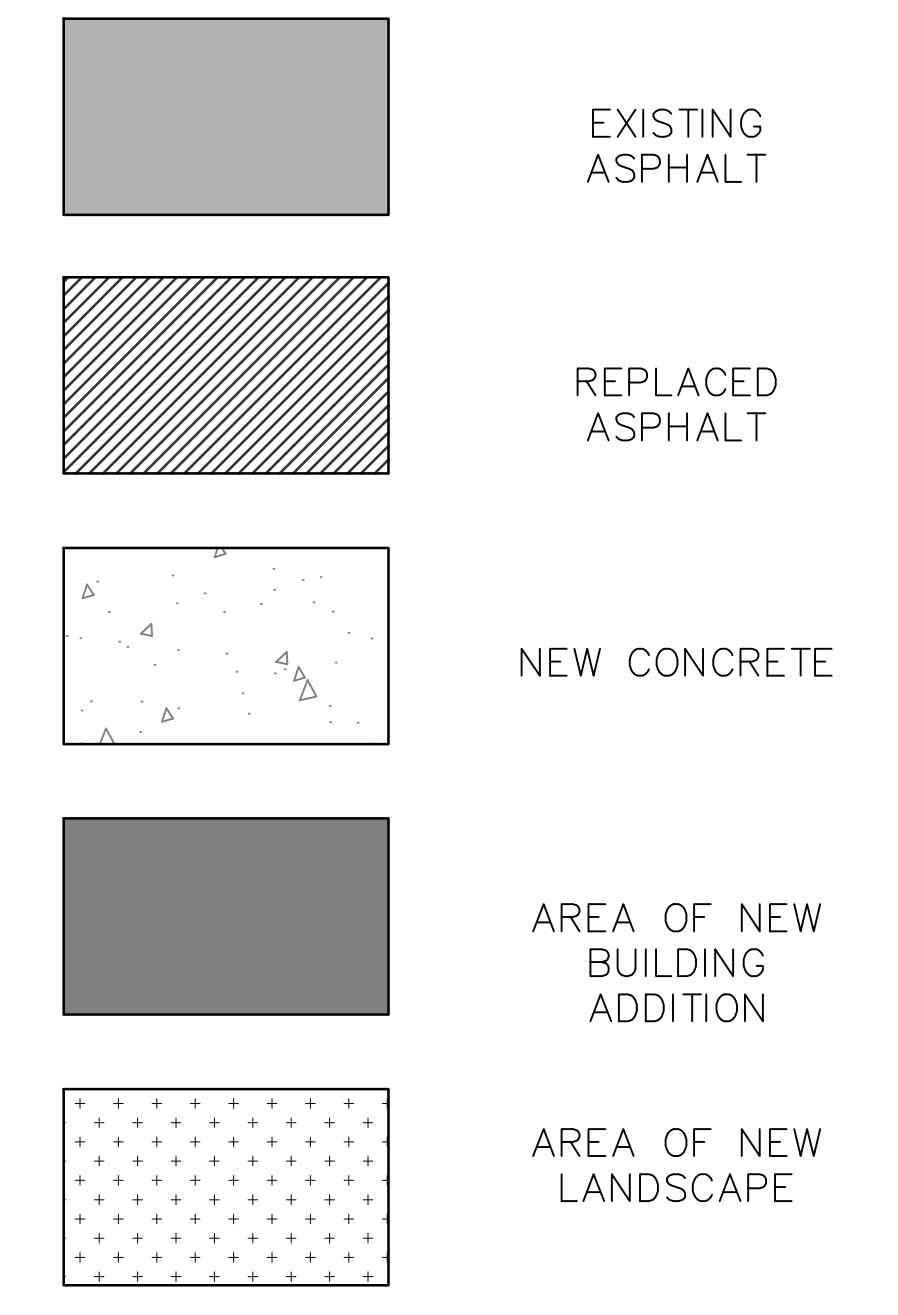 EXISTING
ASPHALT
REPLACED
ASPHALT
NEW CONCRETE
AREA OF NEW
BUILDING
ADDITION
AREA OF NEW
LANDSCAPE